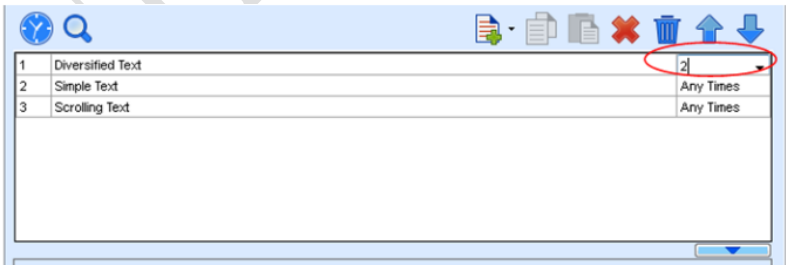 1 Diversified Text 2
2 Simple Text Any Times
3 Scrolling Text Any Times